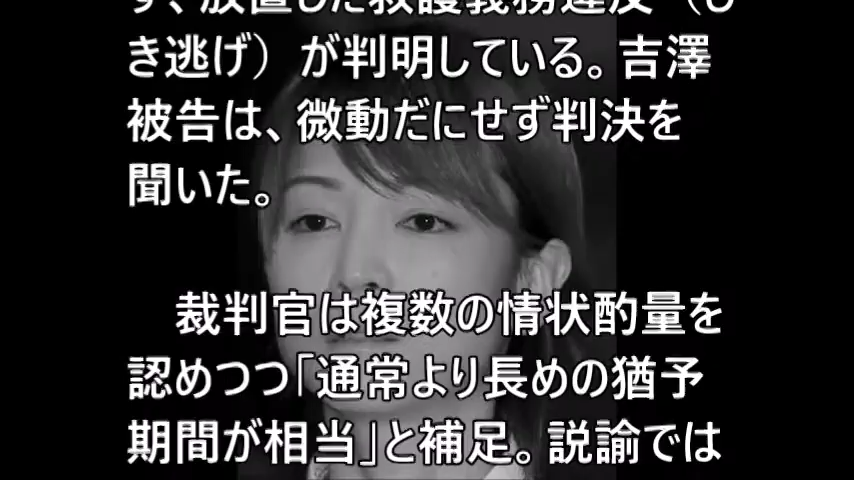 ず、放置した救護義務違反（ひ
き逃げ）が判明している。吉澤
被告は、微動だにせず判決を
聞いた。
裁判官は複数の情状酌量を
認めつつ「通常より長めの猶予
期間が相当」と補足。説諭では